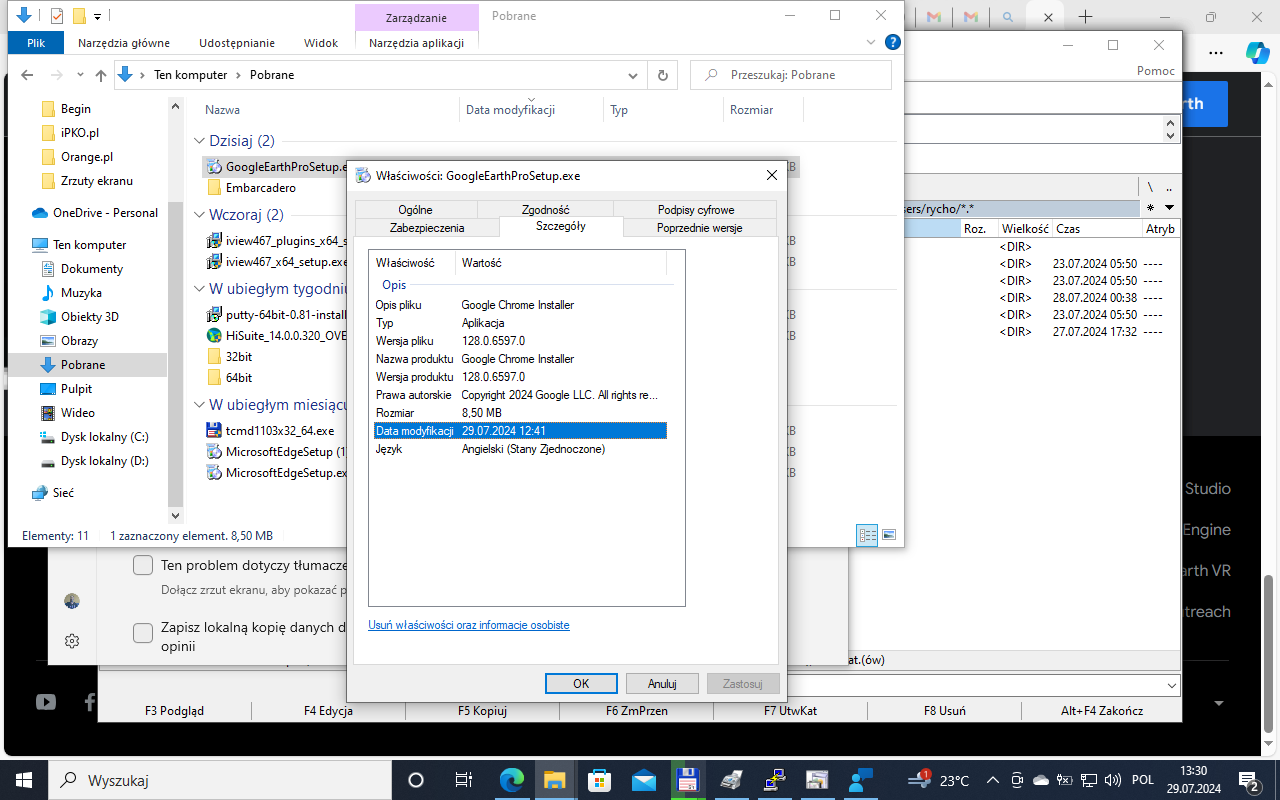 Zarządzanie
Pobrane
Plik
Narzędzia główne
Udostępnianie
Widok
Narzędzia aplikacji
Pomoc
Ten komputer
Pobrane
Przeszukaj: Pobrane
rth
Begin
iPKO.pl
Orange.pl
Zrzuty ekranu
OneDrive - Personal
Ten komputer
Dokumenty
Muzyka
Obiekty 3D
Obrazy
Pobrane
Pulpit
Wideo
Dysk lokalny (C:)
Dysk lokalny (D:)
Sieć
Nazwa
Data modyfikacji
Typ
Rozmiar
Dzisiaj (2)
GoogleEarthProSetup.e
Embarcadero
Wczoraj (2)
iview467_plugins_x64_s
KB
iview467_x64_setup.exe
KB
W ubiegłym tygodniu
putty-64bit-0.81-install
KB
HiSuite_14.0.0.320_OVE
KB
32bit
64bit
W ubiegłym miesiącu
tcmd1103x32_64.exe
KB
MicrosoftEdgeSetup (1)
KB
MicrosoftEdgeSetup.ex
KB
Elementy: 11
1 zaznaczony element. 8,50 MB
Właściwości: GoogleEarthProSetup.exe
Ogólne
Zgodność
Podpisy cyfrowe
Zabezpieczenia
Szczegóły
Poprzednie wersje
Właściwość
Wartość
Opis
Opis pliku
Google Chrome Installer
Typ
Aplikacja
Wersja pliku
128.0.6597.0
Nazwa produktu
Google Chrome Installer
Wersja produktu
128.0.6597.0
Prawa autorskie
Copyright 2024 Google LLC. All rights re...
Rozmiar
8,50 MB
Data modyfikacji
29.07.2024 12:41
Język
Angielski (Stany Zjednoczone)
Usuń właściwości oraz informacje osobiste
OK
Anuluj
Zastosuj
\ ..
sers/rycho/*.*
* ▼
Roz.
Wielkość
Czas
Atryb
<DIR>
<DIR> 23.07.2024 05:50 ----
<DIR> 23.07.2024 05:50 ----
<DIR> 28.07.2024 00:38 ----
<DIR> 23.07.2024 05:50 ----
<DIR> 27.07.2024 17:32 ----
Studio
Engine
arth VR
treach
Ten problem dotyczy tłumacze
Dołącz zrzut ekranu, aby pokazać p
Zapisz lokalną kopię danych d
opinii
at.(ów)
F3 Podgląd
F4 Edycja
F5 Kopiuj
F6 ZmPrzen
F7 UtwKat
F8 Usuń
Alt+F4 Zakończ
Wyszukaj
1
23°C
POL
13:30
29.07.2024
2